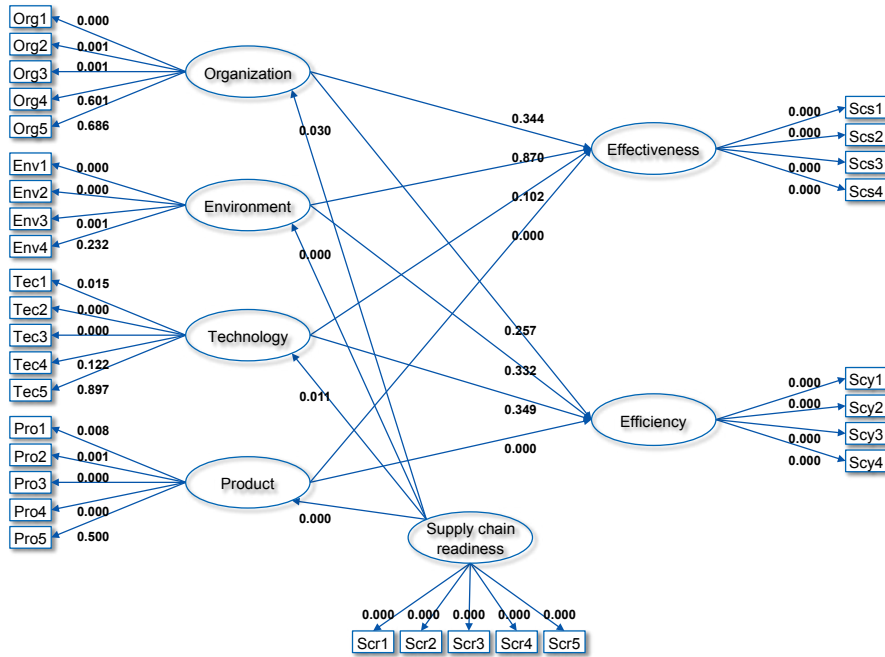 Org1
0.000
Org2
0.001
Org3
0.001
Org4
0.601
Org5
0.686
Organization
Env1
0.000
Env2
0.000
Env3
0.001
Env4
0.232
Environment
Tec1
0.015
Tec2
0.000
Tec3
0.000
Tec4
0.122
Tec5
0.897
Technology
Pro1
0.008
Pro2
0.001
Pro3
0.000
Pro4
0.000
Pro5
0.500
Product
0.030
0.000
0.011
0.000
0.344
0.870
0.102
0.000
0.257
0.332
0.349
0.000
Effectiveness
0.000
Scs1
0.000
Scs2
Scs3
0.000
Scs4
0.000
Efficiency
0.000
Scy1
0.000
Scy2
Scy3
0.000
Scy4
0.000
Supply chain
readiness
0.000 0.000 0.000 0.000 0.000
Scr1 Scr2 Scr3 Scr4 Scr5